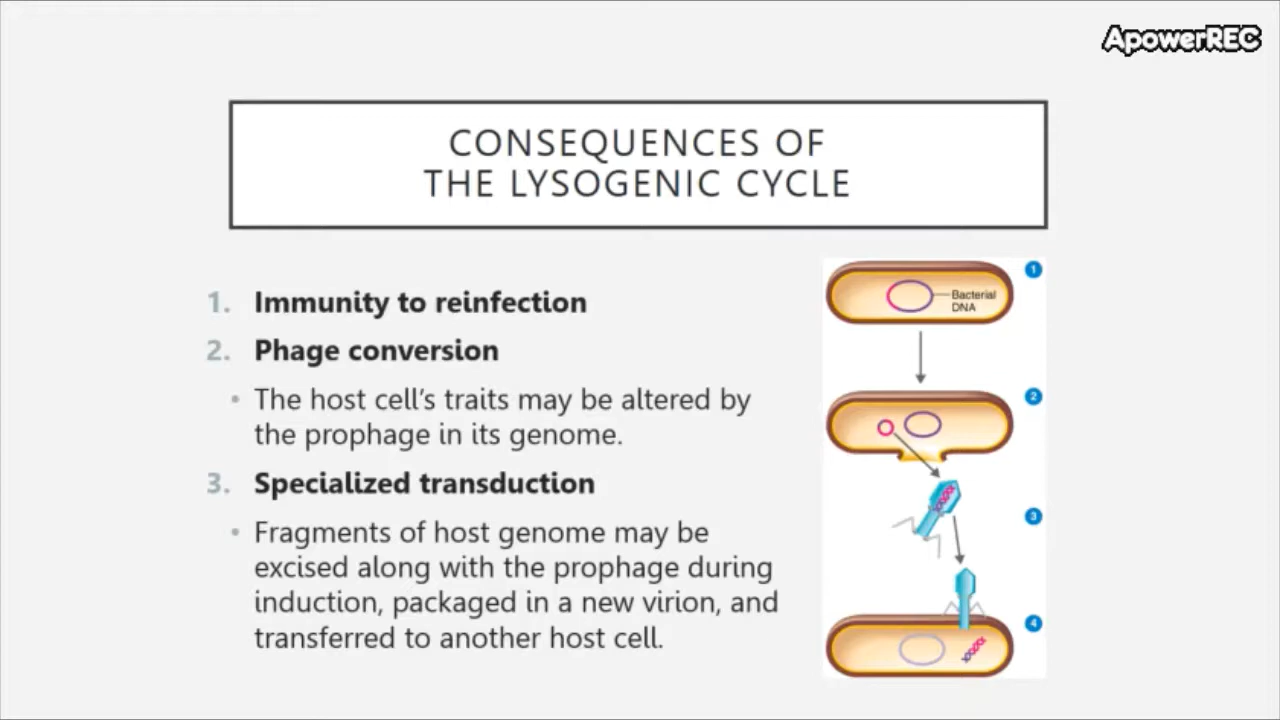 ApowerREC
CONSEQUENCES OF
THE LYSOGENIC CYCLE
1. Immunity to reinfection
2. Phage conversion
• The host cell's traits may be altered by
the prophage in its genome.
3. Specialized transduction
• Fragments of host genome may be
excised along with the prophage during
induction, packaged in a new virion, and
transferred to another host cell.
1
Bacterial
DNA
2
3
4